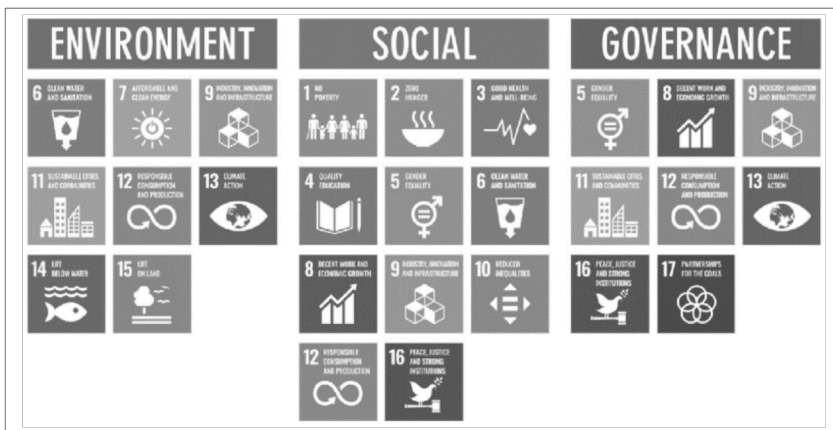 ENVIRONMENT
6 CLEAN WATER
AND SANITATION
7 AFFORDABLE AND
CLEAN ENERGY
9 INDUSTRY, INNOVATION
AND INFRASTRUCTURE
11 SUSTAINABLE CITIES
AND COMMUNITIES
12 RESPONSIBLE
CONSUMPTION
AND PRODUCTION
13 CLIMATE
ACTION
14 LIFE
BELOW WATER
15 LIFE
ON LAND
SOCIAL
1 NO
POVERTY
2 ZERO
HUNGER
3 GOOD HEALTH
AND WELL-BEING
4 QUALITY
EDUCATION
5 GENDER
EQUALITY
6 CLEAN WATER
AND SANITATION
8 DECENT WORK AND
ECONOMIC GROWTH
9 INDUSTRY, INNOVATION
AND INFRASTRUCTURE
10 REDUCED
INEQUALITIES
12 RESPONSIBLE
CONSUMPTION
AND PRODUCTION
16 PEACE, JUSTICE
AND STRONG
INSTITUTIONS
GOVERNANCE
5 GENDER
EQUALITY
8 DECENT WORK AND
ECONOMIC GROWTH
9 INDUSTRY, INNOVATION
AND INFRASTRUCTURE
11 SUSTAINABLE CITIES
AND COMMUNITIES
12 RESPONSIBLE
CONSUMPTION
AND PRODUCTION
13 CLIMATE
ACTION
16 PEACE, JUSTICE
AND STRONG
INSTITUTIONS
17 PARTNERSHIPS
FOR THE GOALS